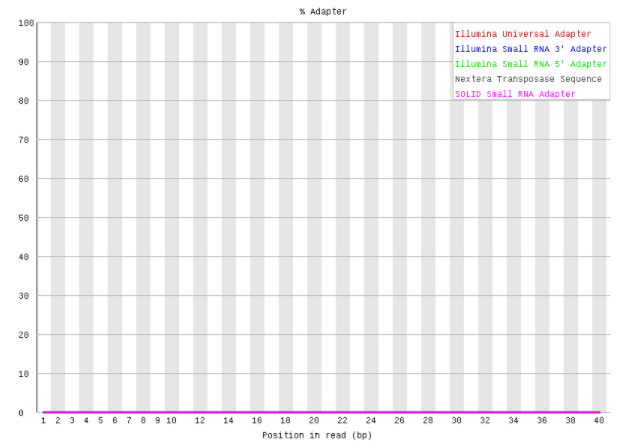 % Adapter
100
Illumina Universal Adapter
Illumina Small RNA 3' Adapter
90
Illumina Small RNA 5' Adapter
Nextera Transposase Sequence
SOLID Small RNA Adapter
80
70
60
50
40
30
20
10
0
1 2 3 4 5 6 7 8 9 10 12 14 16 18 20 22 24 26 28 30 32 34 36 38 40
Position in read (bp)